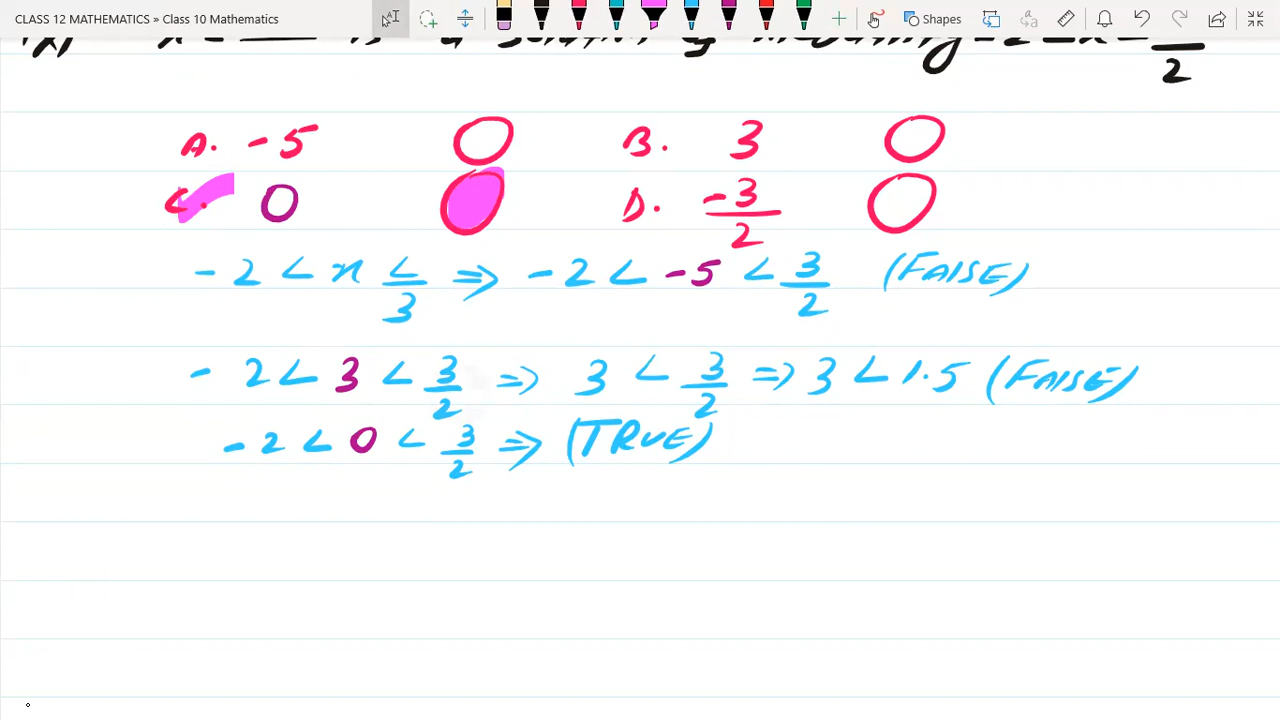 CLASS 12 MATHEMATICS » Class 10 Mathematics
Shapes
2
A. -5 B. 3
C. 0 D. -3/2
-2 < x < /3 => -2 < -5 < 3/2 (FAlSE)
-2 < 3 < 3/2 => 3 < 3/2 => 3 < 1.5 (FAlSE)
-2 < 0 < 3/2 => (TRUE)